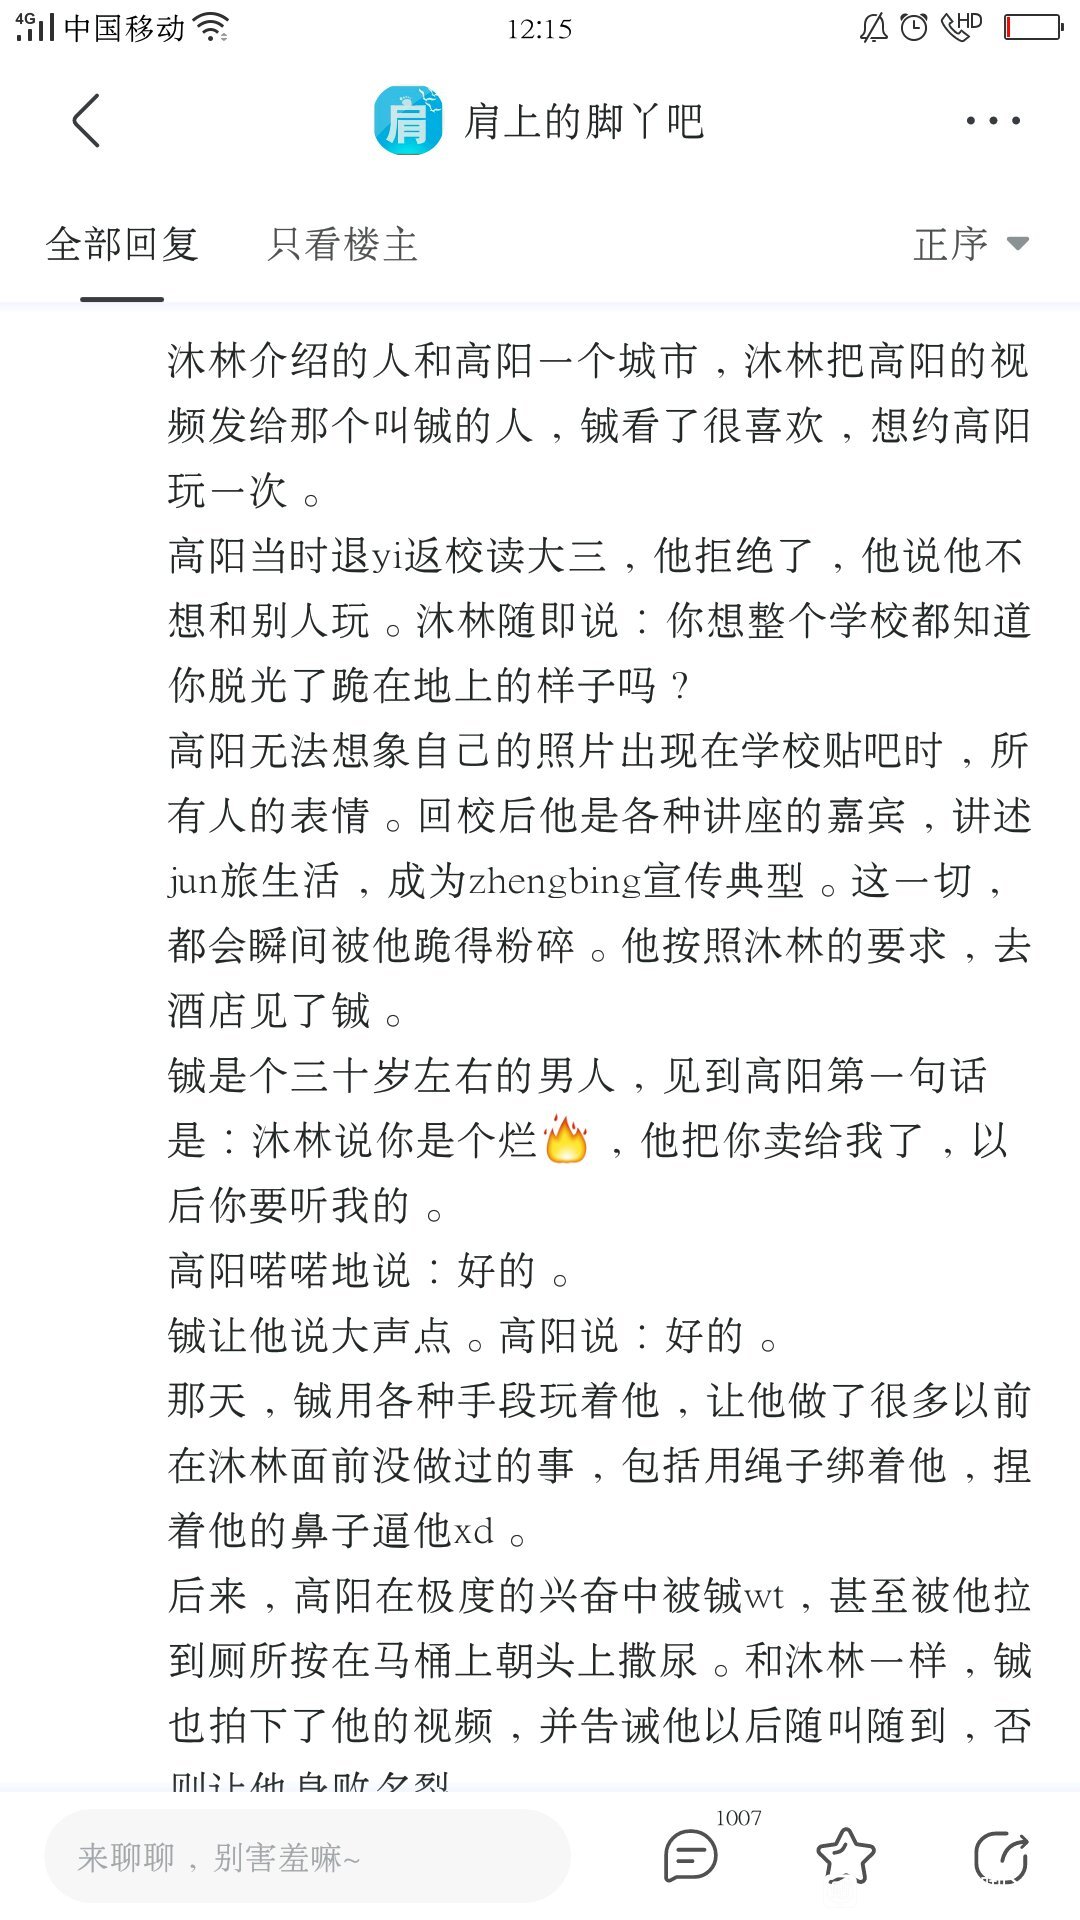 4G 中国移动 12:15 HD
肩 肩上的脚丫吧
全部回复 只看楼主 正序
沐林介绍的人和高阳一个城市，沐林把高阳的视
频发给那个叫铖的人，铖看了很喜欢，想约高阳
玩一次。
高阳当时退yi返校读大三，他拒绝了，他说他不
想和别人玩。沐林随即说：你想整个学校都知道
你脱光了跪在地上的样子吗？
高阳无法想象自己的照片出现在学校贴吧时，所
有人的表情。回校后他是各种讲座的嘉宾，讲述
jun旅生活，成为zhengbing宣传典型。这一切，
都会瞬间被他跪得粉碎。他按照沐林的要求，去
酒店见了铖。
铖是个三十岁左右的男人，见到高阳第一句话
是：沐林说你是个烂🔥，他把你卖给我了，以
后你要听我的。
高阳喏喏地说：好的。
铖让他说大声点。高阳说：好的。
那天，铖用各种手段玩着他，让他做了很多以前
在沐林面前没做过的事，包括用绳子绑着他，捏
着他的鼻子逼他xd。
后来，高阳在极度的兴奋中被铖wt，甚至被他拉
到厕所按在马桶上朝头上撒尿。和沐林一样，铖
也拍下了他的视频，并告诫他以后随叫随到，否
则让他身败名裂
1007
来聊聊，别害羞嘛~